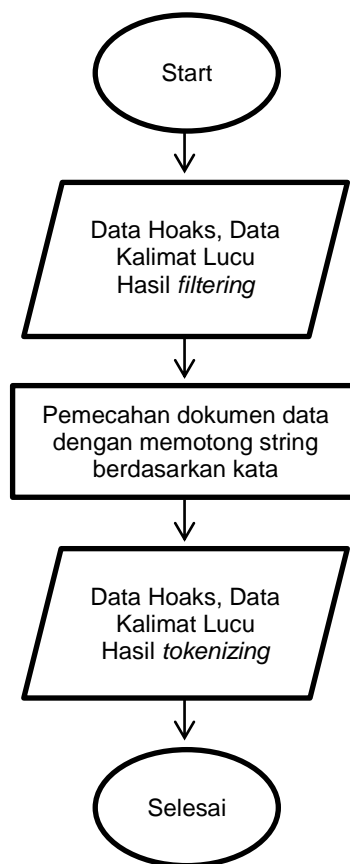 Start
Data Hoaks, Data
Kalimat Lucu
Hasil filtering
Pemecahan dokumen data
dengan memotong string
berdasarkan kata
Data Hoaks, Data
Kalimat Lucu
Hasil tokenizing
Selesai